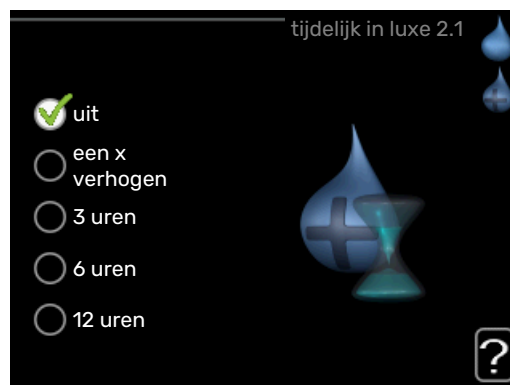 tijdelijk in luxe 2.1
uit
een x
verhogen
3 uren
6 uren
12 uren
?